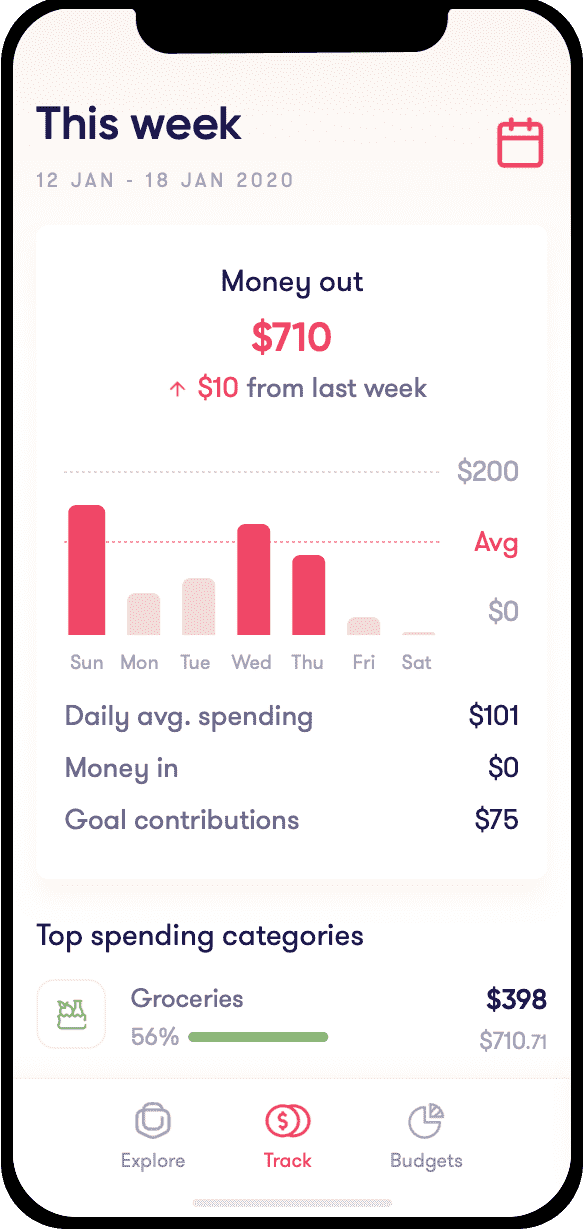 This week
12 JAN - 18 JAN 2020
Money out
$710
↑ $10 from last week
$200
Avg
$0
Sun Mon Tue Wed Thu Fri Sat
Daily avg. spending $101
Money in $0
Goal contributions $75
Top spending categories
Groceries $398
56% $710.71
$
Explore Track Budgets